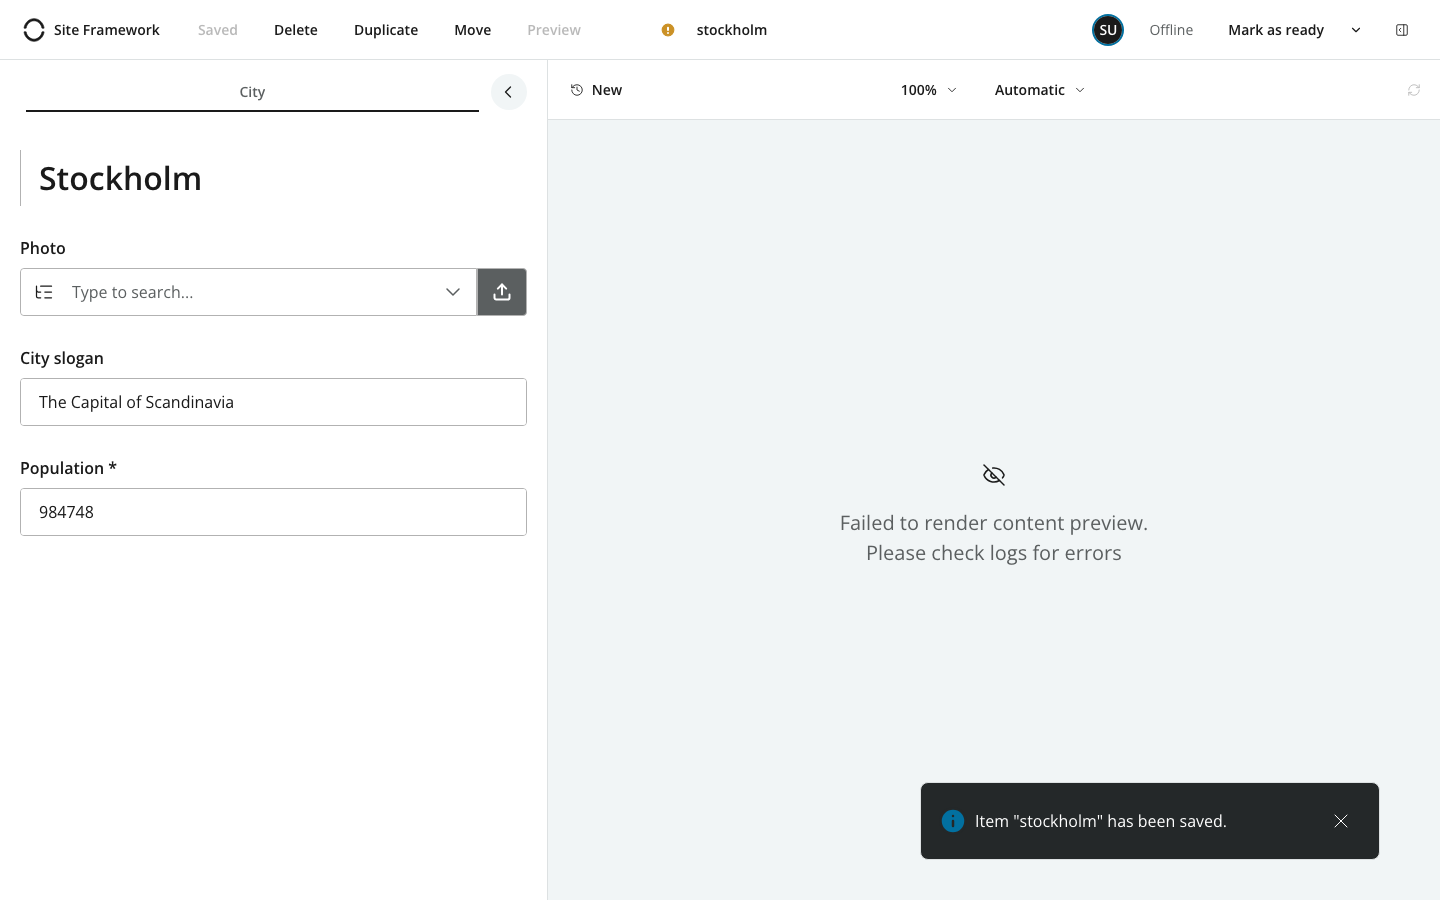 Site Framework
Saved
Delete
Duplicate
Move
Preview
stockholm
SU
Offline
Mark as ready
City
New
100%
Automatic
Stockholm
Photo
Type to search...
City slogan
The Capital of Scandinavia
Population *
984748
Failed to render content preview.
Please check logs for errors
Item "stockholm" has been saved.